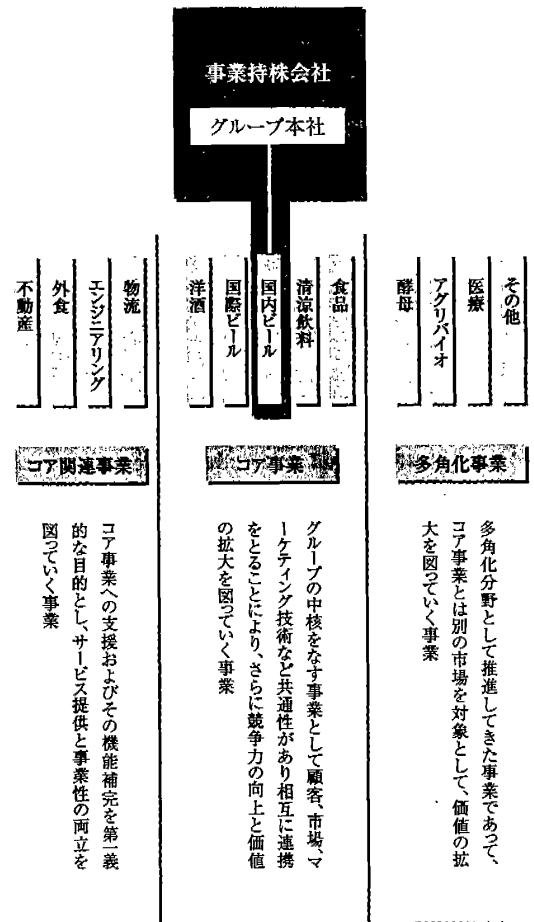 事業持株会社
グループ本社
その他
医療
アグリバイオ
酵母
食品
清涼飲料
国内ビール
国際ビール
洋酒
物流
エンジニアリング
外食
不動産
多角化事業
コア事業
コア関連事業
多角化分野として推進してきた事業であって、
コア事業とは別の市場を対象として、価値の拡
大を図っていく事業
グループの中核をなす事業として顧客、市場、マ
ーケティング技術など共通性があり相互に連携
をとることにより、さらに競争力の向上と価値
の拡大を図っていく事業
コア事業への支援およびその機能補完を第一義
的な目的とし、サービス提供と事業性の両立を
図っていく事業